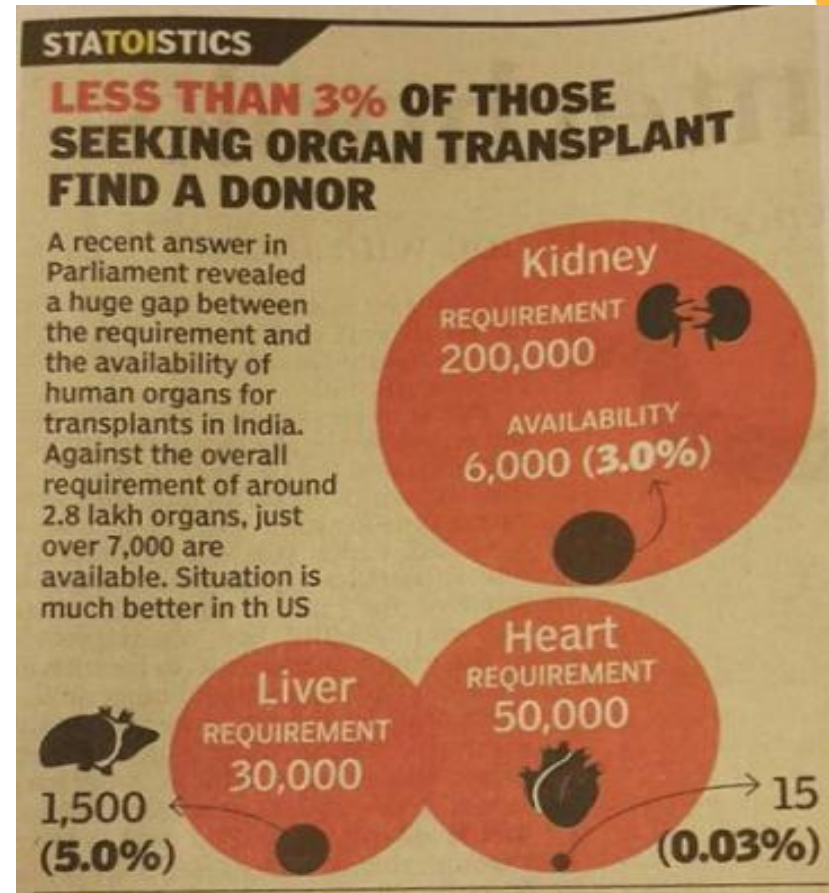 STATOISTICS
LESS THAN 3% OF THOSE
SEEKING ORGAN TRANSPLANT
FIND A DONOR
A recent answer in
Parliament revealed
a huge gap between
the requirement and
the availability of
human organs for
transplants in India.
Against the overall
requirement of around
2.8 lakh organs, just
over 7,000 are
available. Situation is
much better in th US
Kidney
REQUIREMENT
200,000
AVAILABILITY
6,000 (3.0%)
Liver
REQUIREMENT
30,000
1,500
(5.0%)
Heart
REQUIREMENT
50,000
15
(0.03%)